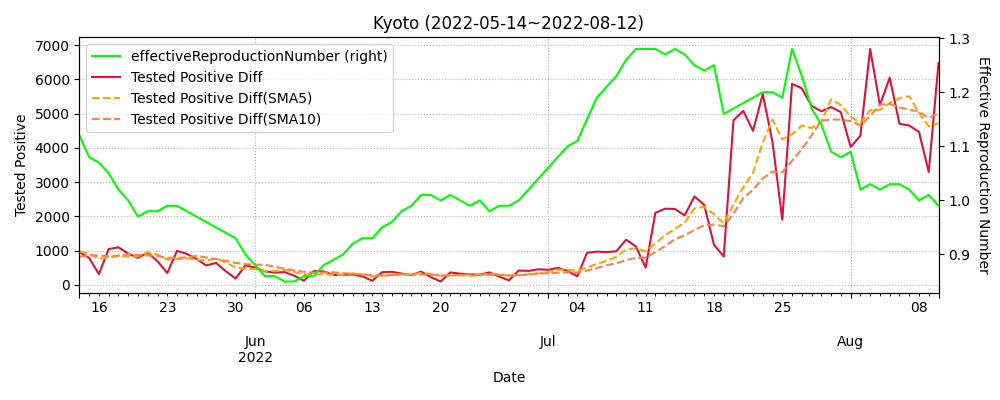 Kyoto (2022-05-14~2022-08-12)
effectiveReproductionNumber (right)
Tested Positive Diff
Tested Positive Diff(SMA5)
Tested Positive Diff(SMA10)
Tested Positive
7000
6000
5000
4000
3000
2000
1000
0
1.3
1.2
1.1
1.0
0.9
Effective Reproduction Number
16 23 30 06 13 20 27 04 11 18 25 08
Jun Jul Aug
2022
Date